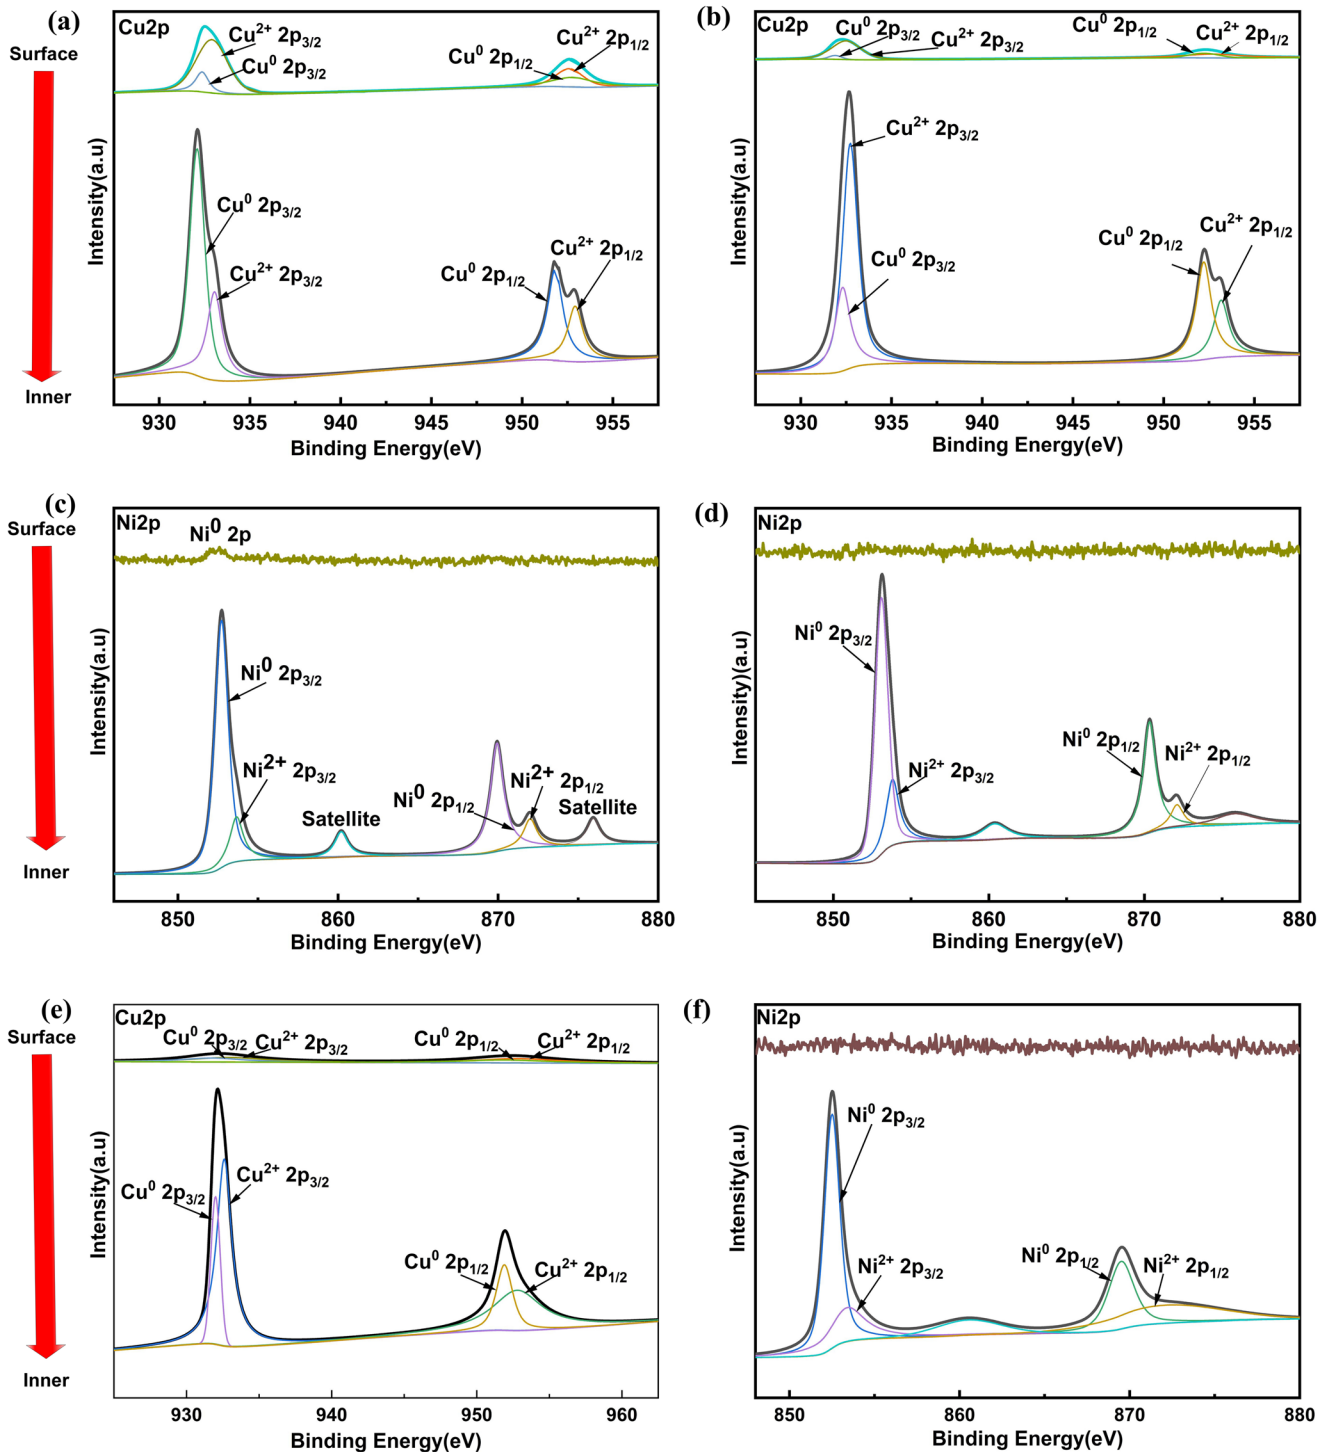 (a)
Cu2p
Surface
Cu2+ 2p3/2
Cu0 2p3/2
Cu0 2p1/2
Cu2+ 2p1/2
Cu0 2p3/2
Cu2+ 2p3/2
Cu0 2p1/2
Cu2+ 2p1/2
Intensity(a.u)
Inner
930 935 940 945 950 955
Binding Energy(eV)
(b)
Cu2p
Cu0 2p3/2
Cu2+ 2p3/2
Cu0 2p1/2
Cu2+ 2p1/2
Cu2+ 2p3/2
Cu0 2p3/2
Cu0 2p1/2
Cu2+ 2p1/2
Intensity(a.u)
930 935 940 945 950 955
Binding Energy(eV)
(c)
Surface
Ni2p
Ni0 2p
Ni0 2p3/2
Ni2+ 2p3/2
Satellite
Ni0 2p1/2
Ni2+ 2p1/2
Satellite
Intensity(a.u)
Inner
850 860 870 880
Binding Energy(eV)
(d)
Ni2p
Ni0 2p3/2
Ni2+ 2p3/2
Ni0 2p1/2
Ni2+ 2p1/2
Intensity)(a.u
850 860 870 880
Binding Energy(eV)
(e)
Surface
Cu2p
Cu0 2p3/2
Cu2+ 2p3/2
Cu0 2p1/2
Cu2+ 2p1/2
Cu0 2p3/2
Cu2+ 2p3/2
Cu0 2p1/2
Cu2+ 2p1/2
Intensity(a.u)
Inner
930 940 950 960
Binding Energy(eV)
(f)
Ni2p
Ni0 2p3/2
Ni2+ 2p3/2
Ni0 2p1/2
Ni2+ 2p1/2
Intensity(a.u)
850 860 870 880
Binding Energy(eV)